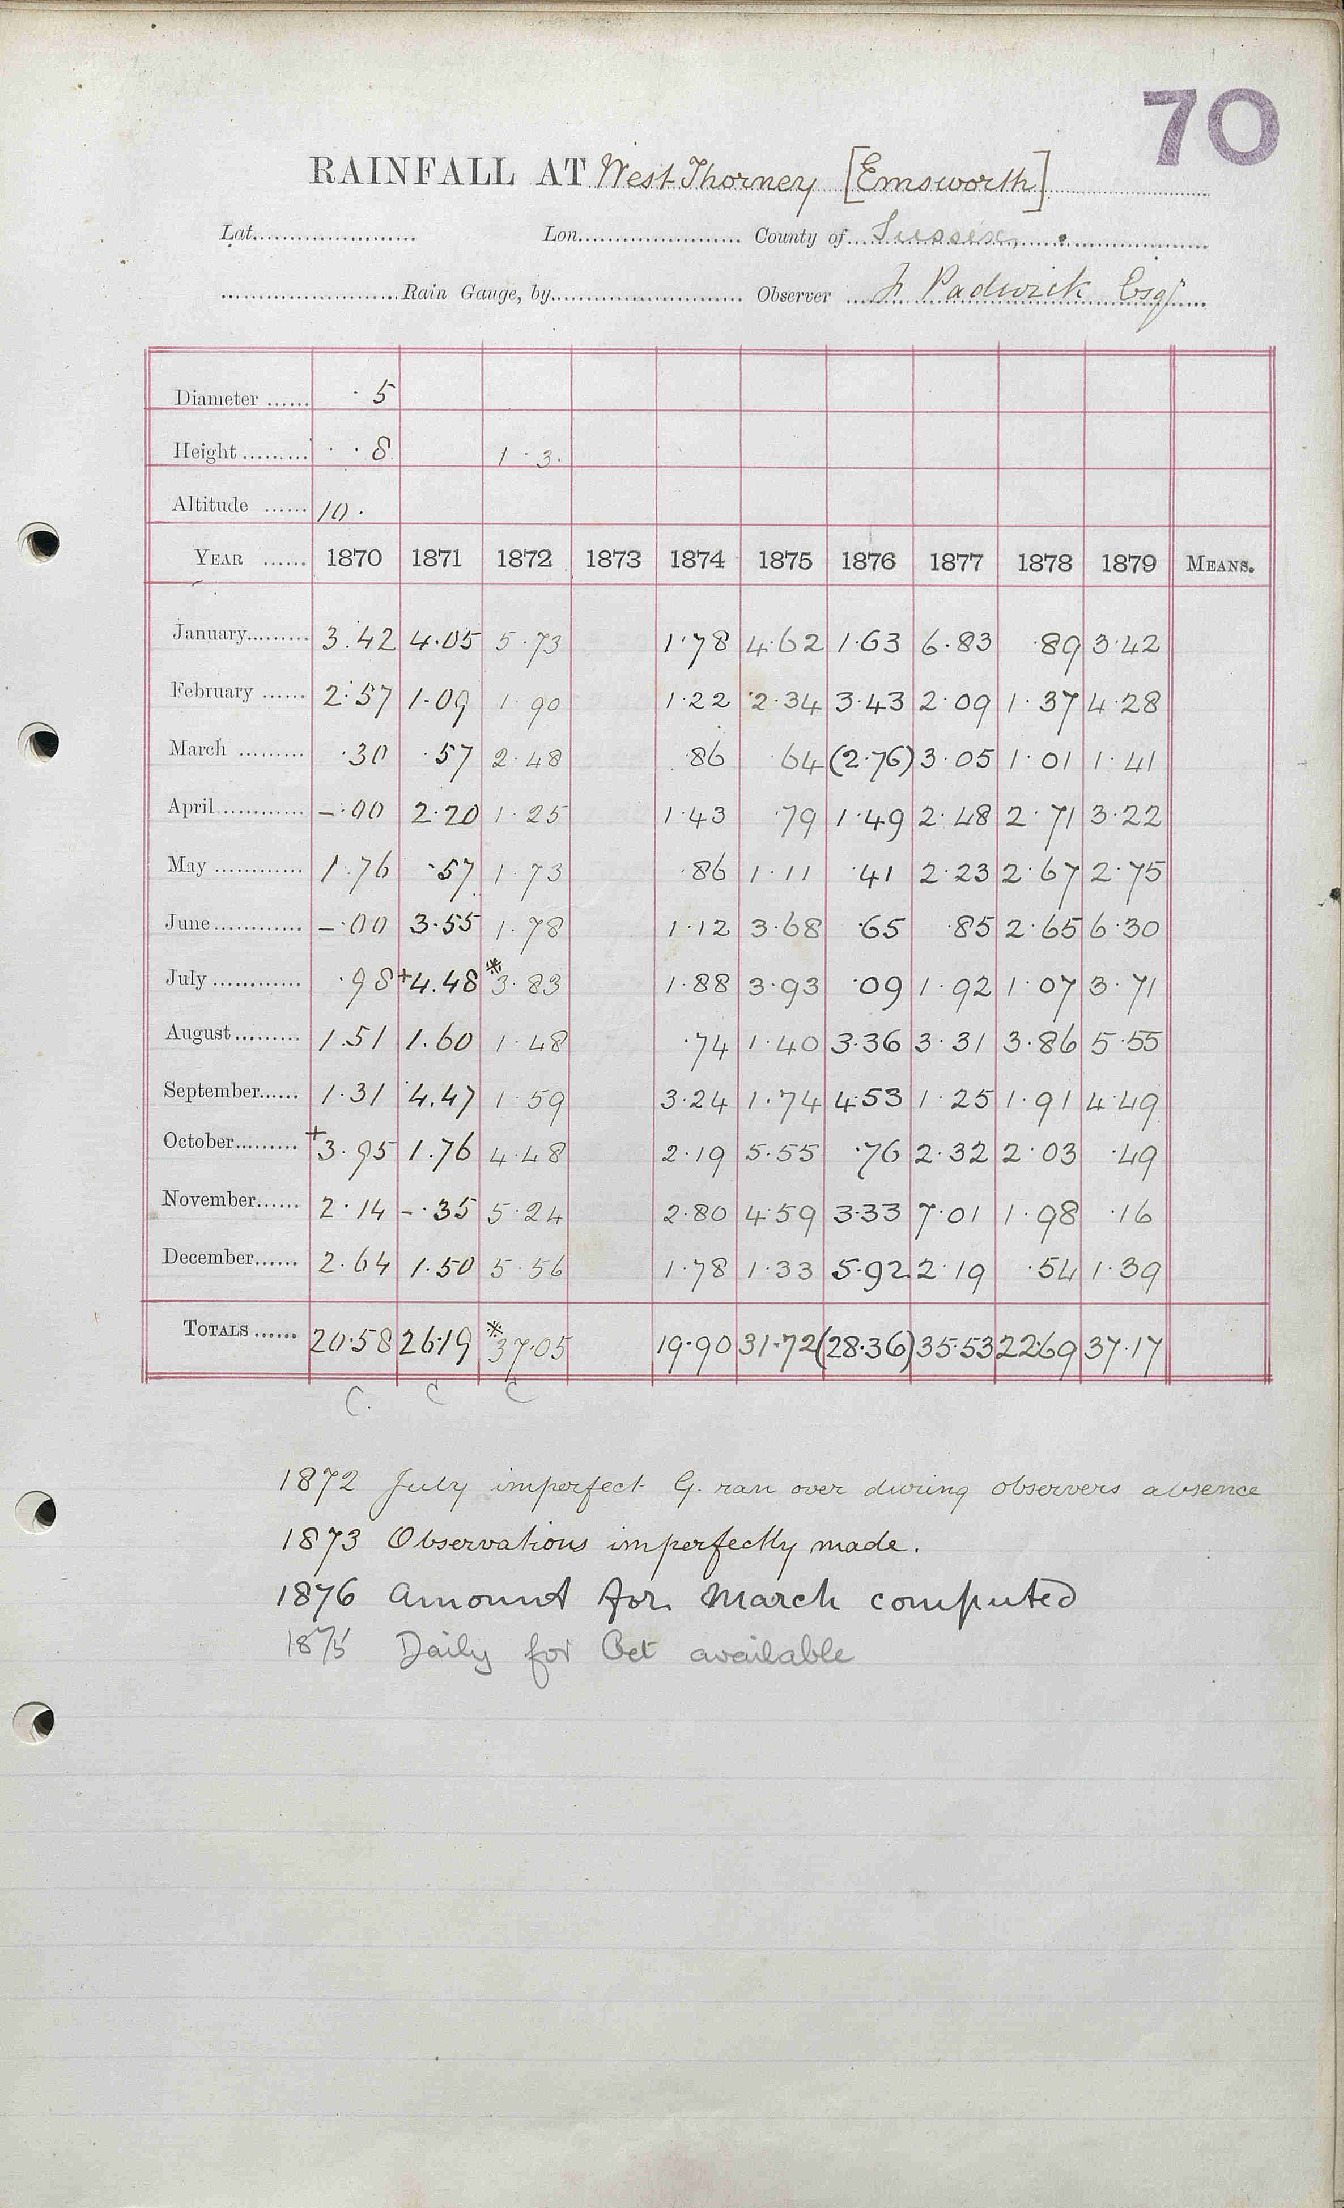 70
RAINFALL AT West Thorney [Emsworth]
Lat. Lon. County of Sussex
Rain Gauge, by Observer Padwick Esqr
Diameter ...... · 5
Height ......... · · 8 1 · 3 ·
Altitude ...... 10 ·
YEAR ...... 1870 1871 1872 1873 1874 1875 1876 1877 1878 1879 MEANS.
January......... 3.42 4.05 5.73 1.78 4.62 1.63 6.83 .89 3.42
February ...... 2.57 1.09 1.90 1.22 2.34 3.43 2.09 1.37 4.28
March ......... .30 .57 2.48 .86 .64 (2.76) 3.05 1.01 1.41
April............ -.00 2.20 1.25 1.43 .79 1.49 2.48 2.71 3.22
May ............ 1.76 .57 1.73 .86 1.11 .41 2.23 2.67 2.75
June............ -.00 3.55 1.78 1.12 3.68 .65 .85 2.65 6.30
July ............ .98 +4.48 *3.83 1.88 3.93 .09 1.92 1.07 3.71
August......... 1.51 1.60 1.48 .74 1.40 3.36 3.31 3.86 5.55
September...... 1.31 4.47 1.59 3.24 1.74 4.53 1.25 1.91 4.49
October......... +3.95 1.76 4.48 2.19 5.55 .76 2.32 2.03 .49
November...... 2.14 -.35 5.24 2.80 4.59 3.33 7.01 1.98 .16
December...... 2.64 1.50 5.56 1.78 1.33 5.92 2.19 .54 1.39
TOTALS ...... 20.58 26.19 *37.05 19.90 31.72 (28.36) 35.53 22.69 37.17
C. C C
1872 July imperfect G. ran over during observers absence
1873 Observations imperfectly made.
1876 Amount for March computed
1875 Daily for Oct available